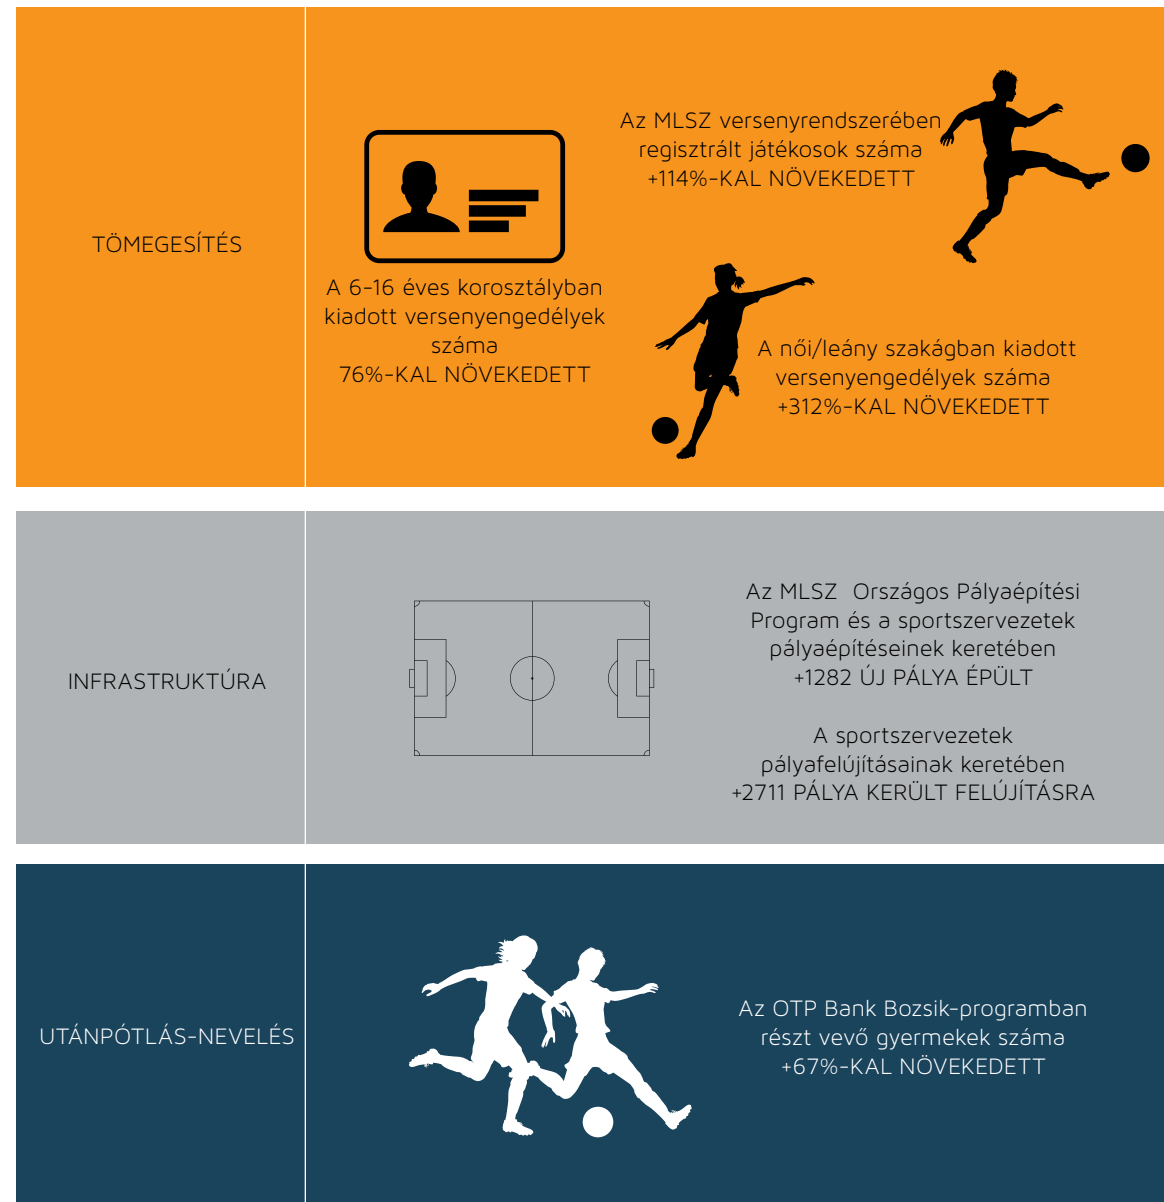 TÖMEGESÍTÉS
A 6-16 éves korosztályban
kiadott versenyengedélyek
száma
76%-KAL NÖVEKEDETT
Az MLSZ versenyrendszerében
regisztrált játékosok száma
+114%-KAL NÖVEKEDETT
A női/leány szakágban kiadott
versenyengedélyek száma
+312%-KAL NÖVEKEDETT
INFRASTRUKTÚRA
Az MLSZ Országos Pályaépítési
Program és a sportszervezetek
pályaépítéseinek keretében
+1282 ÚJ PÁLYA ÉPÜLT
A sportszervezetek
pályafelújításainak keretében
+2711 PÁLYA KERÜLT FELÚJÍTÁSRA
UTÁNPÓTLÁS-NEVELÉS
Az OTP Bank Bozsik-programban
részt vevő gyermekek száma
+67%-KAL NÖVEKEDETT